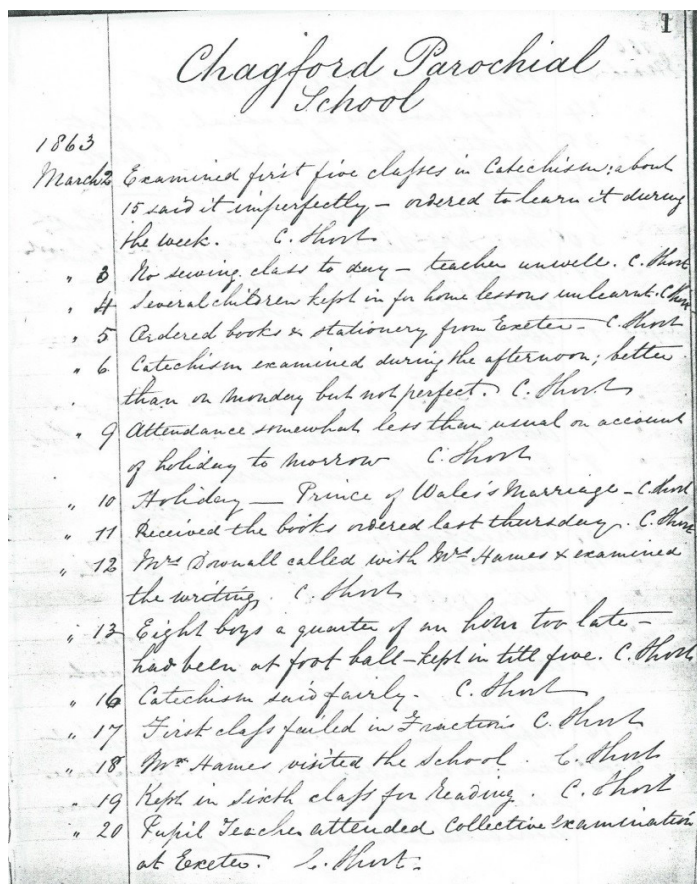 1
Chagford Parochial
School
1863
March 2 Examined first five classes in Catechism; about
15 said it imperfectly – ordered to learn it during
the week. C. Short
" 3 No sewing class to day – teacher unwell. C. Short
" 4 Several children kept in for home lessons unlearnt. C. Short
" 5 Ordered books & stationery from Exeter – C. Short
" 6 Catechism examined during the afternoon; better
than on Monday but not perfect. C. Short
" 9 Attendance somewhat less than usual on account
of holiday to morrow C. Short
" 10 Holiday — Prince of Wales's Marriage – C. Short
" 11 Received the books ordered last Thursday. C. Short
" 12 Mrs Downall called with Mrs Hames & examined
the writing. C. Short
" 13 Eight boys a quarter of an hour too late –
had been at foot ball – kept in till five. C. Short
" 16 Catechism said fairly. C. Short
" 17 First class failed in Fractions C. Short
" 18 Mr Hames visited the School. C. Short
" 19 Kept in sixth class for reading. C. Short
" 20 Pupil Teacher attended Collective examination
at Exeter. C. Short.